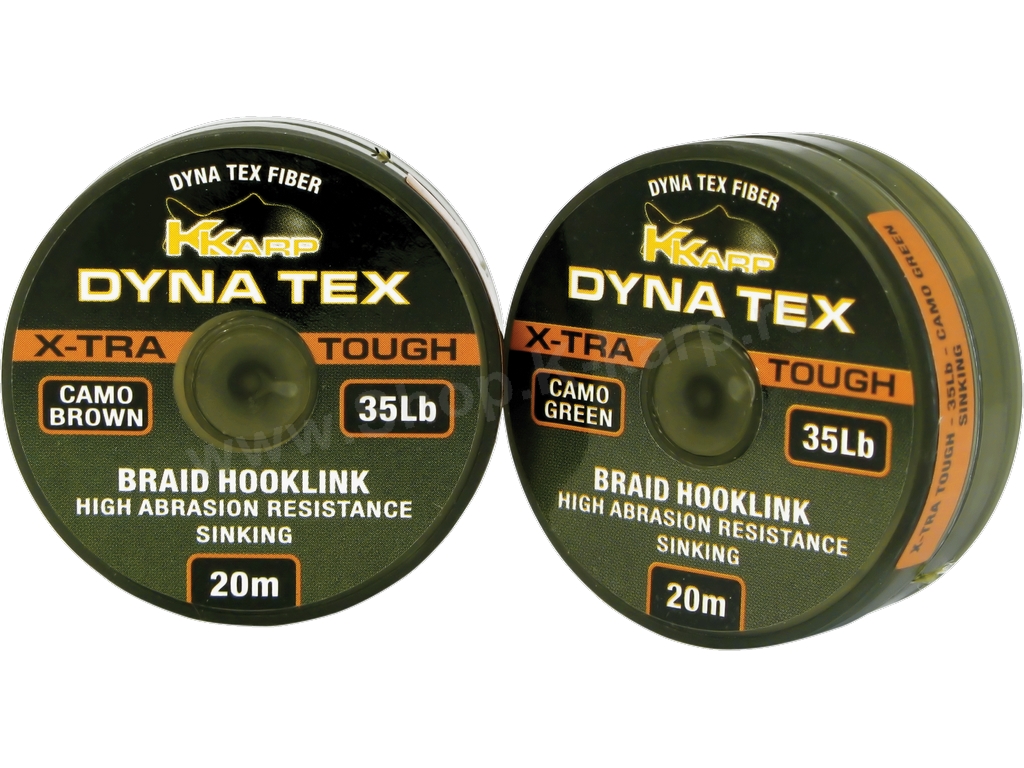 DYNA TEX FIBER
KKARP
DYNA TEX
X-TRA TOUGH
CAMO
BROWN
35Lb
BRAID HOOKLINK
HIGH ABRASION RESISTANCE
SINKING
20m
DYNA TEX FIBER
KKARP
DYNA TEX
X-TRA TOUGH
CAMO
GREEN
35Lb
BRAID HOOKLINK
HIGH ABRASION RESISTANCE
SINKING
20m
X-TRA TOUGH - 35Lb - CAMO GREEN
SINKING